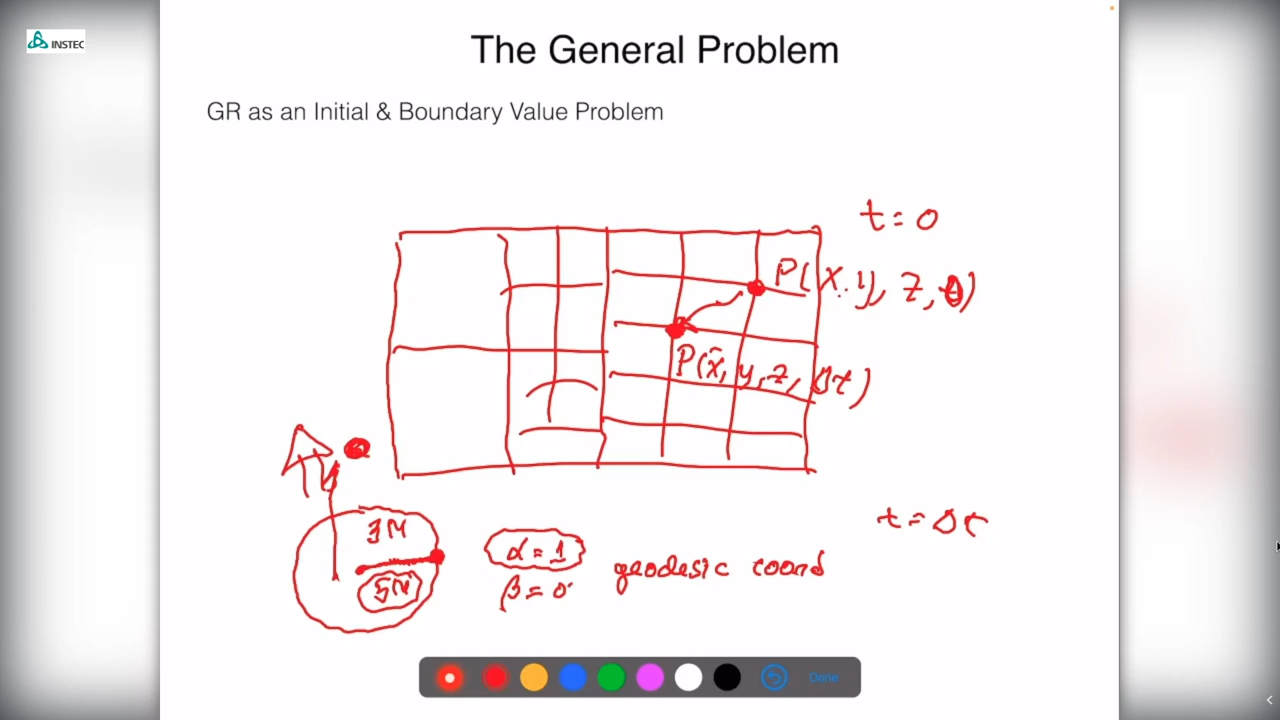 INSTEC
The General Problem
GR as an Initial & Boundary Value Problem
t = 0
P(x, y, z, 0)
P(x̄, y, z, Δt)
3M
5M
α = 1
β = 0
geodesic coord
t = Δt
Done